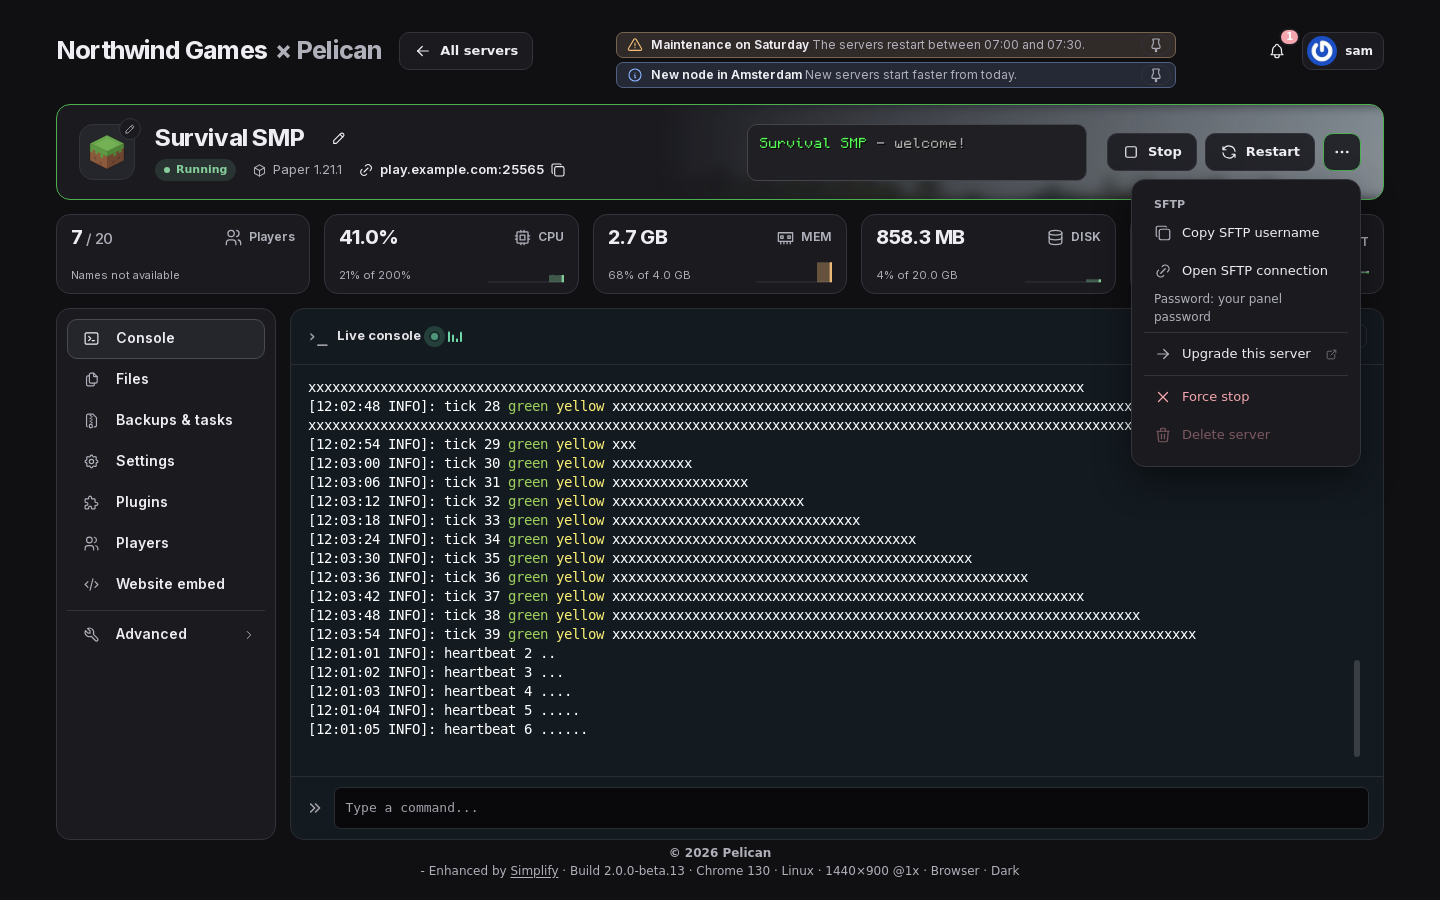 Northwind Games × Pelican
All servers
Maintenance on Saturday The servers restart between 07:00 and 07:30.
New node in Amsterdam New servers start faster from today.
1
sam
Survival SMP
Running
Paper 1.21.1
play.example.com:25565
Survival SMP - welcome!
Stop
Restart
7 / 20
Players
Names not available
41.0%
CPU
21% of 200%
2.7 GB
MEM
68% of 4.0 GB
858.3 MB
DISK
4% of 20.0 GB
T
SFTP
Copy SFTP username
Open SFTP connection
Password: your panel
password
Upgrade this server
Force stop
Delete server
Console
Files
Backups & tasks
Settings
Plugins
Players
Website embed
Advanced
Live console
xxxxxxxxxxxxxxxxxxxxxxxxxxxxxxxxxxxxxxxxxxxxxxxxxxxxxxxxxxxxxxxxxxxxxxxxxxxxxxxxxxxxxxxxxxxxxxxxx
[12:02:48 INFO]: tick 28 green yellow xxxxxxxxxxxxxxxxxxxxxxxxxxxxxxxxxxxxxxxxxxxxxxxxxxxxxxxxxxxxxxxxx
xxxxxxxxxxxxxxxxxxxxxxxxxxxxxxxxxxxxxxxxxxxxxxxxxxxxxxxxxxxxxxxxxxxxxxxxxxxxxxxxxxxxxxxxxxxxxxxxxxxxxxx
[12:02:54 INFO]: tick 29 green yellow xxx
[12:03:00 INFO]: tick 30 green yellow xxxxxxxxxx
[12:03:06 INFO]: tick 31 green yellow xxxxxxxxxxxxxxxxx
[12:03:12 INFO]: tick 32 green yellow xxxxxxxxxxxxxxxxxxxxxxxx
[12:03:18 INFO]: tick 33 green yellow xxxxxxxxxxxxxxxxxxxxxxxxxxxxxxx
[12:03:24 INFO]: tick 34 green yellow xxxxxxxxxxxxxxxxxxxxxxxxxxxxxxxxxxxxxx
[12:03:30 INFO]: tick 35 green yellow xxxxxxxxxxxxxxxxxxxxxxxxxxxxxxxxxxxxxxxxxxxxx
[12:03:36 INFO]: tick 36 green yellow xxxxxxxxxxxxxxxxxxxxxxxxxxxxxxxxxxxxxxxxxxxxxxxxxxxx
[12:03:42 INFO]: tick 37 green yellow xxxxxxxxxxxxxxxxxxxxxxxxxxxxxxxxxxxxxxxxxxxxxxxxxxxxxxxxxxx
[12:03:48 INFO]: tick 38 green yellow xxxxxxxxxxxxxxxxxxxxxxxxxxxxxxxxxxxxxxxxxxxxxxxxxxxxxxxxxxxxxxxxxx
[12:03:54 INFO]: tick 39 green yellow xxxxxxxxxxxxxxxxxxxxxxxxxxxxxxxxxxxxxxxxxxxxxxxxxxxxxxxxxxxxxxxxxxxxxxxxx
[12:01:01 INFO]: heartbeat 2 ..
[12:01:02 INFO]: heartbeat 3 ...
[12:01:03 INFO]: heartbeat 4 ....
[12:01:04 INFO]: heartbeat 5 .....
[12:01:05 INFO]: heartbeat 6 ......
Type a command...
© 2026 Pelican
- Enhanced by Simplify · Build 2.0.0-beta.13 · Chrome 130 · Linux · 1440×900 @1x · Browser · Dark